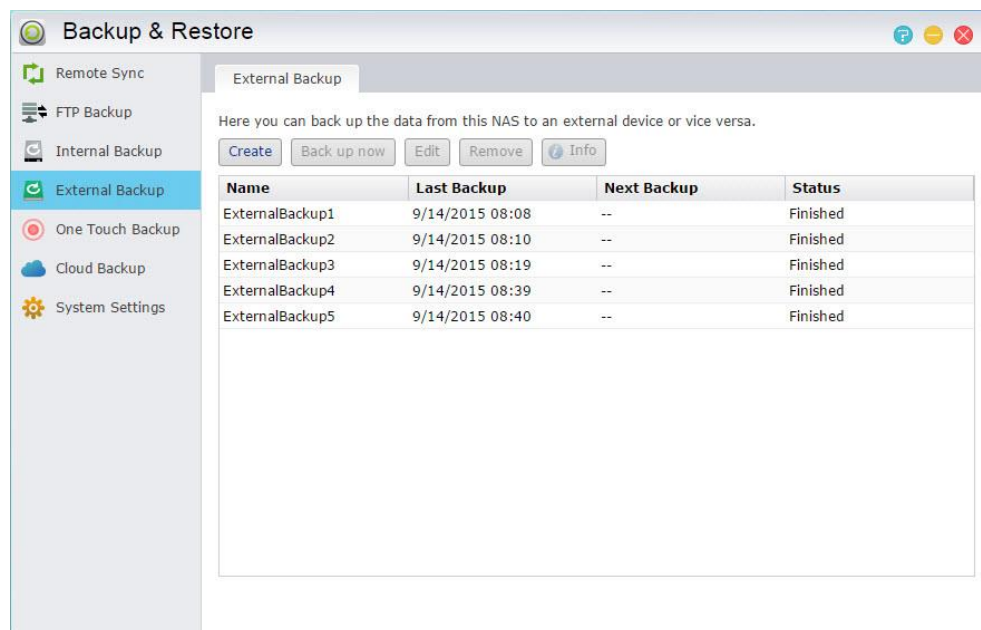 Backup & Restore
Remote Sync
FTP Backup
Internal Backup
External Backup
One Touch Backup
Cloud Backup
System Settings
External Backup
Here you can back up the data from this NAS to an external device or vice versa.
Create Back up now Edit Remove Info
Name Last Backup Next Backup Status
ExternalBackup1 9/14/2015 08:08 -- Finished
ExternalBackup2 9/14/2015 08:10 -- Finished
ExternalBackup3 9/14/2015 08:19 -- Finished
ExternalBackup4 9/14/2015 08:39 -- Finished
ExternalBackup5 9/14/2015 08:40 -- Finished